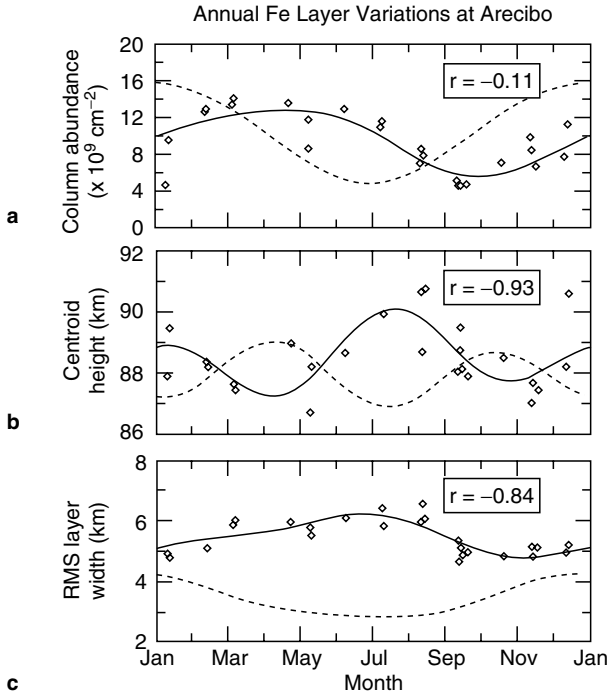 Annual Fe Layer Variations at Arecibo
a
Column abundance
(x 10⁹ cm⁻²)
20
16
12
8
4
0
r = −0.11
b
Centroid
height (km)
92
90
88
86
r = −0.93
c
RMS layer
width (km)
8
6
4
2
r = −0.84
Jan Mar May Jul Sep Nov Jan
Month